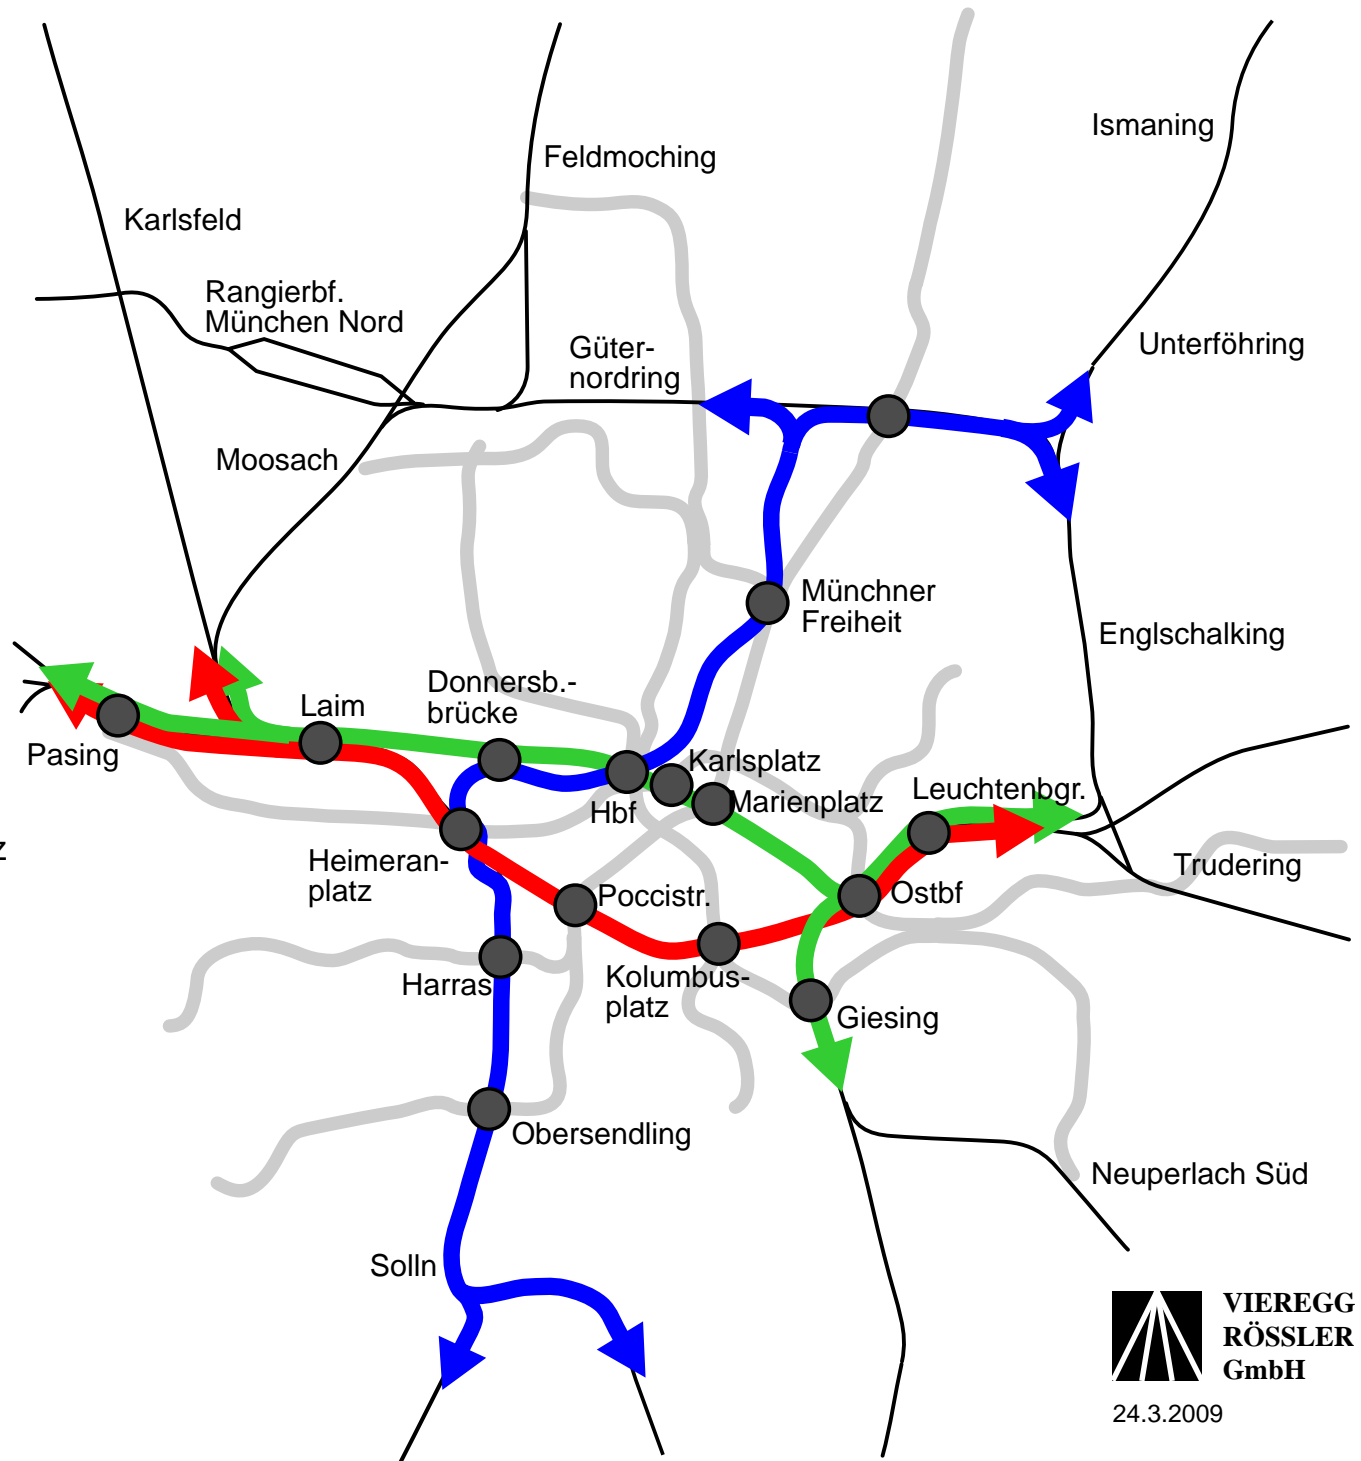 Ismaning
Feldmoching
Karlsfeld
Rangierbf.
München Nord
Güter-
nordring
Unterföhring
Moosach
Münchner
Freiheit
Englschalking
Donnersb.-
brücke
Laim
Pasing
Karlsplatz
Hbf
Marienplatz
Leuchtenbgr.
z
Heimeran-
platz
Trudering
Poccistr.
Ostbf
Harras
Kolumbus-
platz
Giesing
Obersendling
Neuperlach Süd
Solln
VIEREGG
RÖSSLER
GmbH
24.3.2009